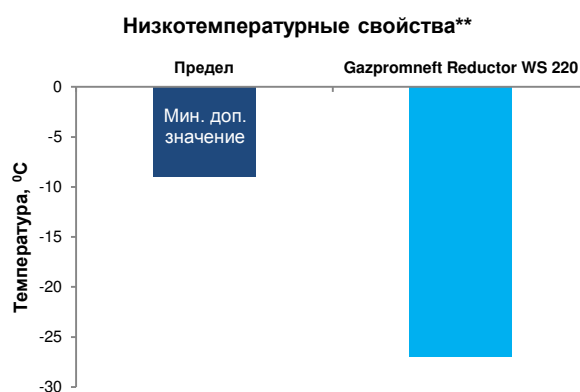 Низкотемпературные свойства**
Предел
Gazpromneft Reductor WS 220
Температура, ⁰С
0
-5
-10
-15
-20
-25
-30
Мин. доп.
значение